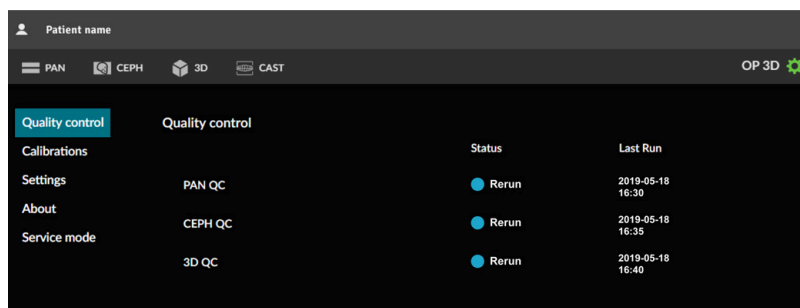 Patient name
PAN CEPH 3D CAST OP 3D
Quality control Quality control
Calibrations Status Last Run
Settings PAN QC Rerun 2019-05-18
16:30
About
CEPH QC Rerun 2019-05-18
16:35
Service mode
3D QC Rerun 2019-05-18
16:40